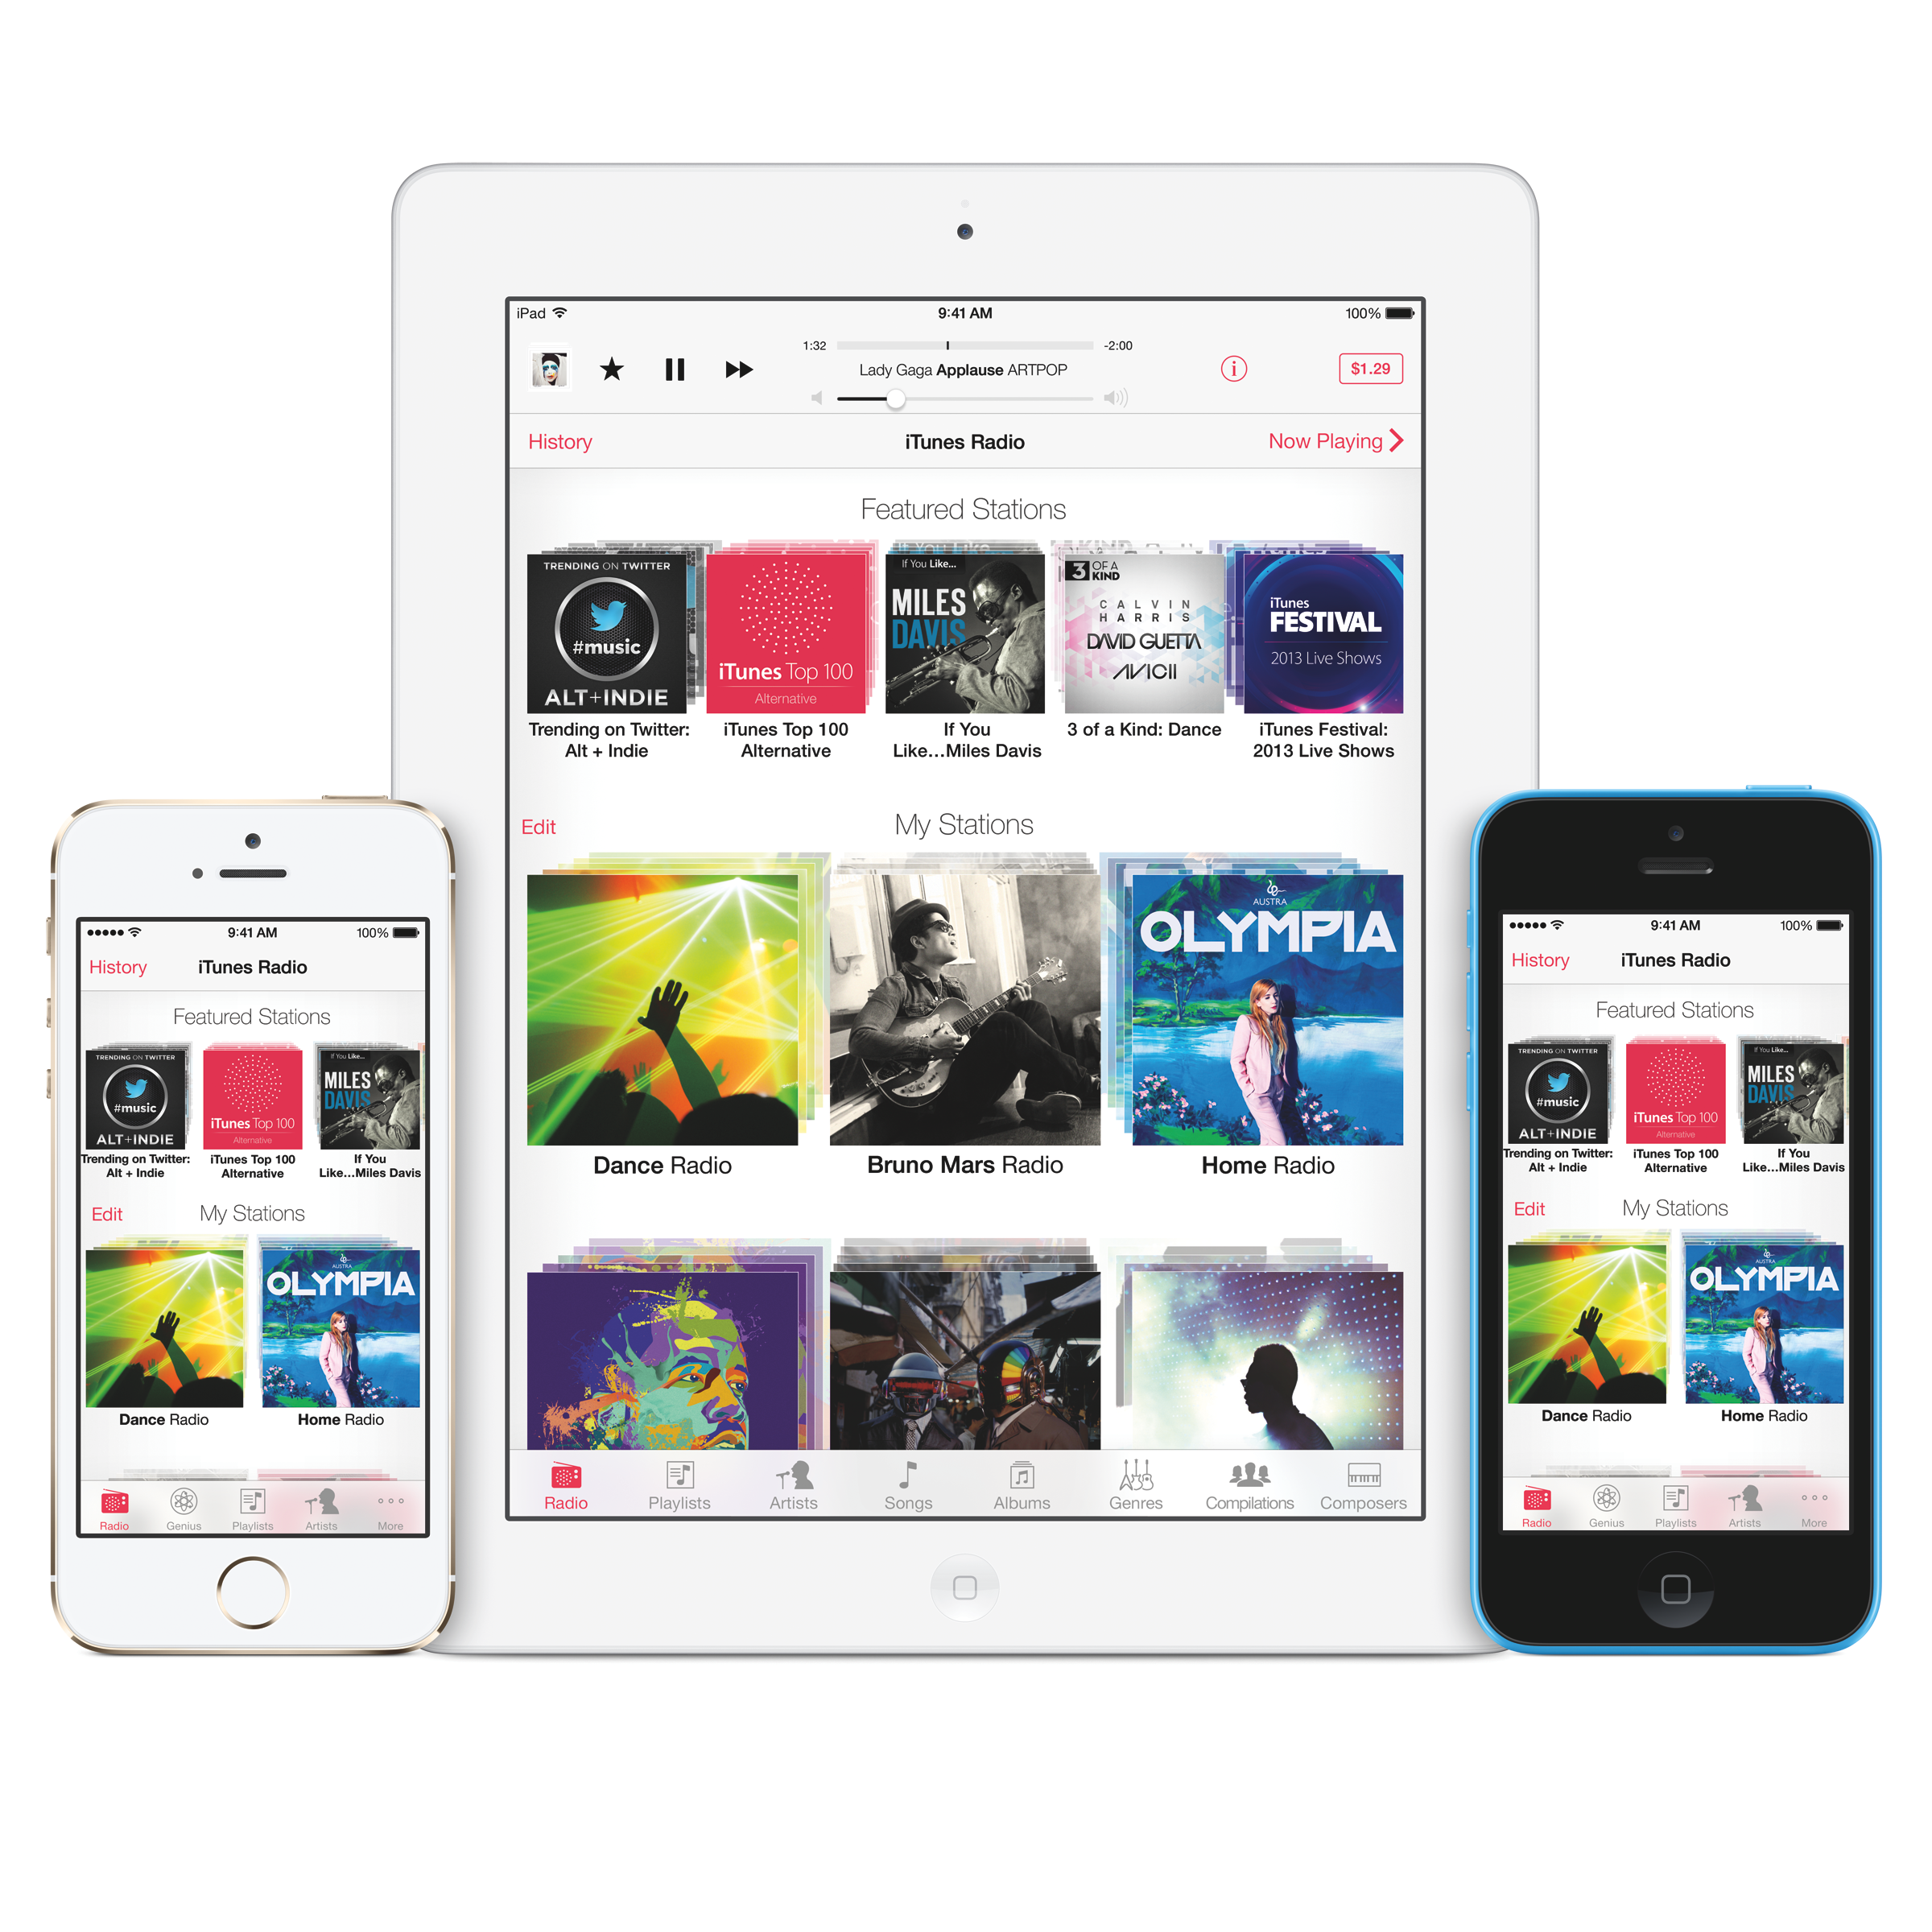 iPad
9:41 AM
100%
1:32
-2:00
Lady Gaga Applause ARTPOP
$1.29
History
iTunes Radio
Now Playing
Featured Stations
TRENDING ON TWITTER
#music
ALT+INDIE
iTunes Top 100
Alternative
If You Like...
MILES
DAVIS
3 OF A
KIND
CALVIN
HARRIS
DAVID GUETTA
AVICII
iTunes
FESTIVAL
2013 Live Shows
Trending on Twitter:
Alt + Indie
iTunes Top 100
Alternative
If You
Like...Miles Davis
3 of a Kind: Dance
iTunes Festival:
2013 Live Shows
Edit
My Stations
AUSTRA
OLYMPIA
Dance Radio
Bruno Mars Radio
Home Radio
Radio
Playlists
Artists
Songs
Albums
Genres
Compilations
Composers
9:41 AM
100%
History
iTunes Radio
Featured Stations
TRENDING ON TWITTER
#music
ALT+INDIE
iTunes Top 100
Alternative
If You Like...
MILES
DAVIS
Trending on Twitter:
Alt + Indie
iTunes Top 100
Alternative
If You
Like...Miles Davis
Edit
My Stations
AUSTRA
OLYMPIA
Dance Radio
Home Radio
Radio
Genius
Playlists
Artists
More
9:41 AM
100%
History
iTunes Radio
Featured Stations
TRENDING ON TWITTER
#music
ALT+INDIE
iTunes Top 100
Alternative
If You Like...
MILES
DAVIS
Trending on Twitter:
Alt + Indie
iTunes Top 100
Alternative
If You
Like...Miles Davis
Edit
My Stations
AUSTRA
OLYMPIA
Dance Radio
Home Radio
Radio
Genius
Playlists
Artists
More